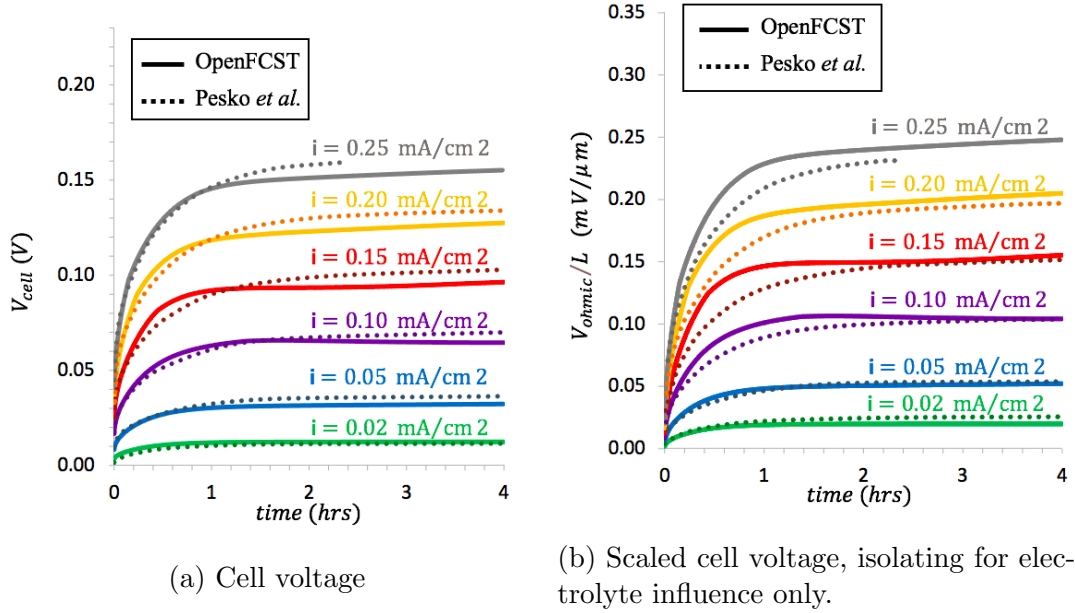 0.20
0.15
0.10
0.05
0.00
V_cell (V)
OpenFCST
Pesko et al.
i = 0.25 mA/cm 2
i = 0.20 mA/cm 2
i = 0.15 mA/cm 2
i = 0.10 mA/cm 2
i = 0.05 mA/cm 2
i = 0.02 mA/cm 2
0 1 2 3 4
time (hrs)
(a) Cell voltage
0.35
0.30
0.25
0.20
0.15
0.10
0.05
0.00
V_ohmic/L (mV/μm)
OpenFCST
Pesko et al.
i = 0.25 mA/cm 2
i = 0.20 mA/cm 2
i = 0.15 mA/cm 2
i = 0.10 mA/cm 2
i = 0.05 mA/cm 2
i = 0.02 mA/cm 2
0 1 2 3 4
time (hrs)
(b) Scaled cell voltage, isolating for elec-
trolyte influence only.